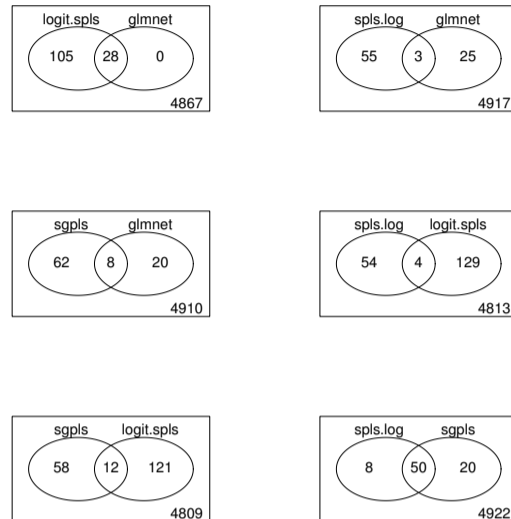 logit.spls glmnet
105 28 0
4867
spls.log glmnet
55 3 25
4917
sgpls glmnet
62 8 20
4910
spls.log logit.spls
54 4 129
4813
sgpls logit.spls
58 12 121
4809
spls.log sgpls
8 50 20
4922